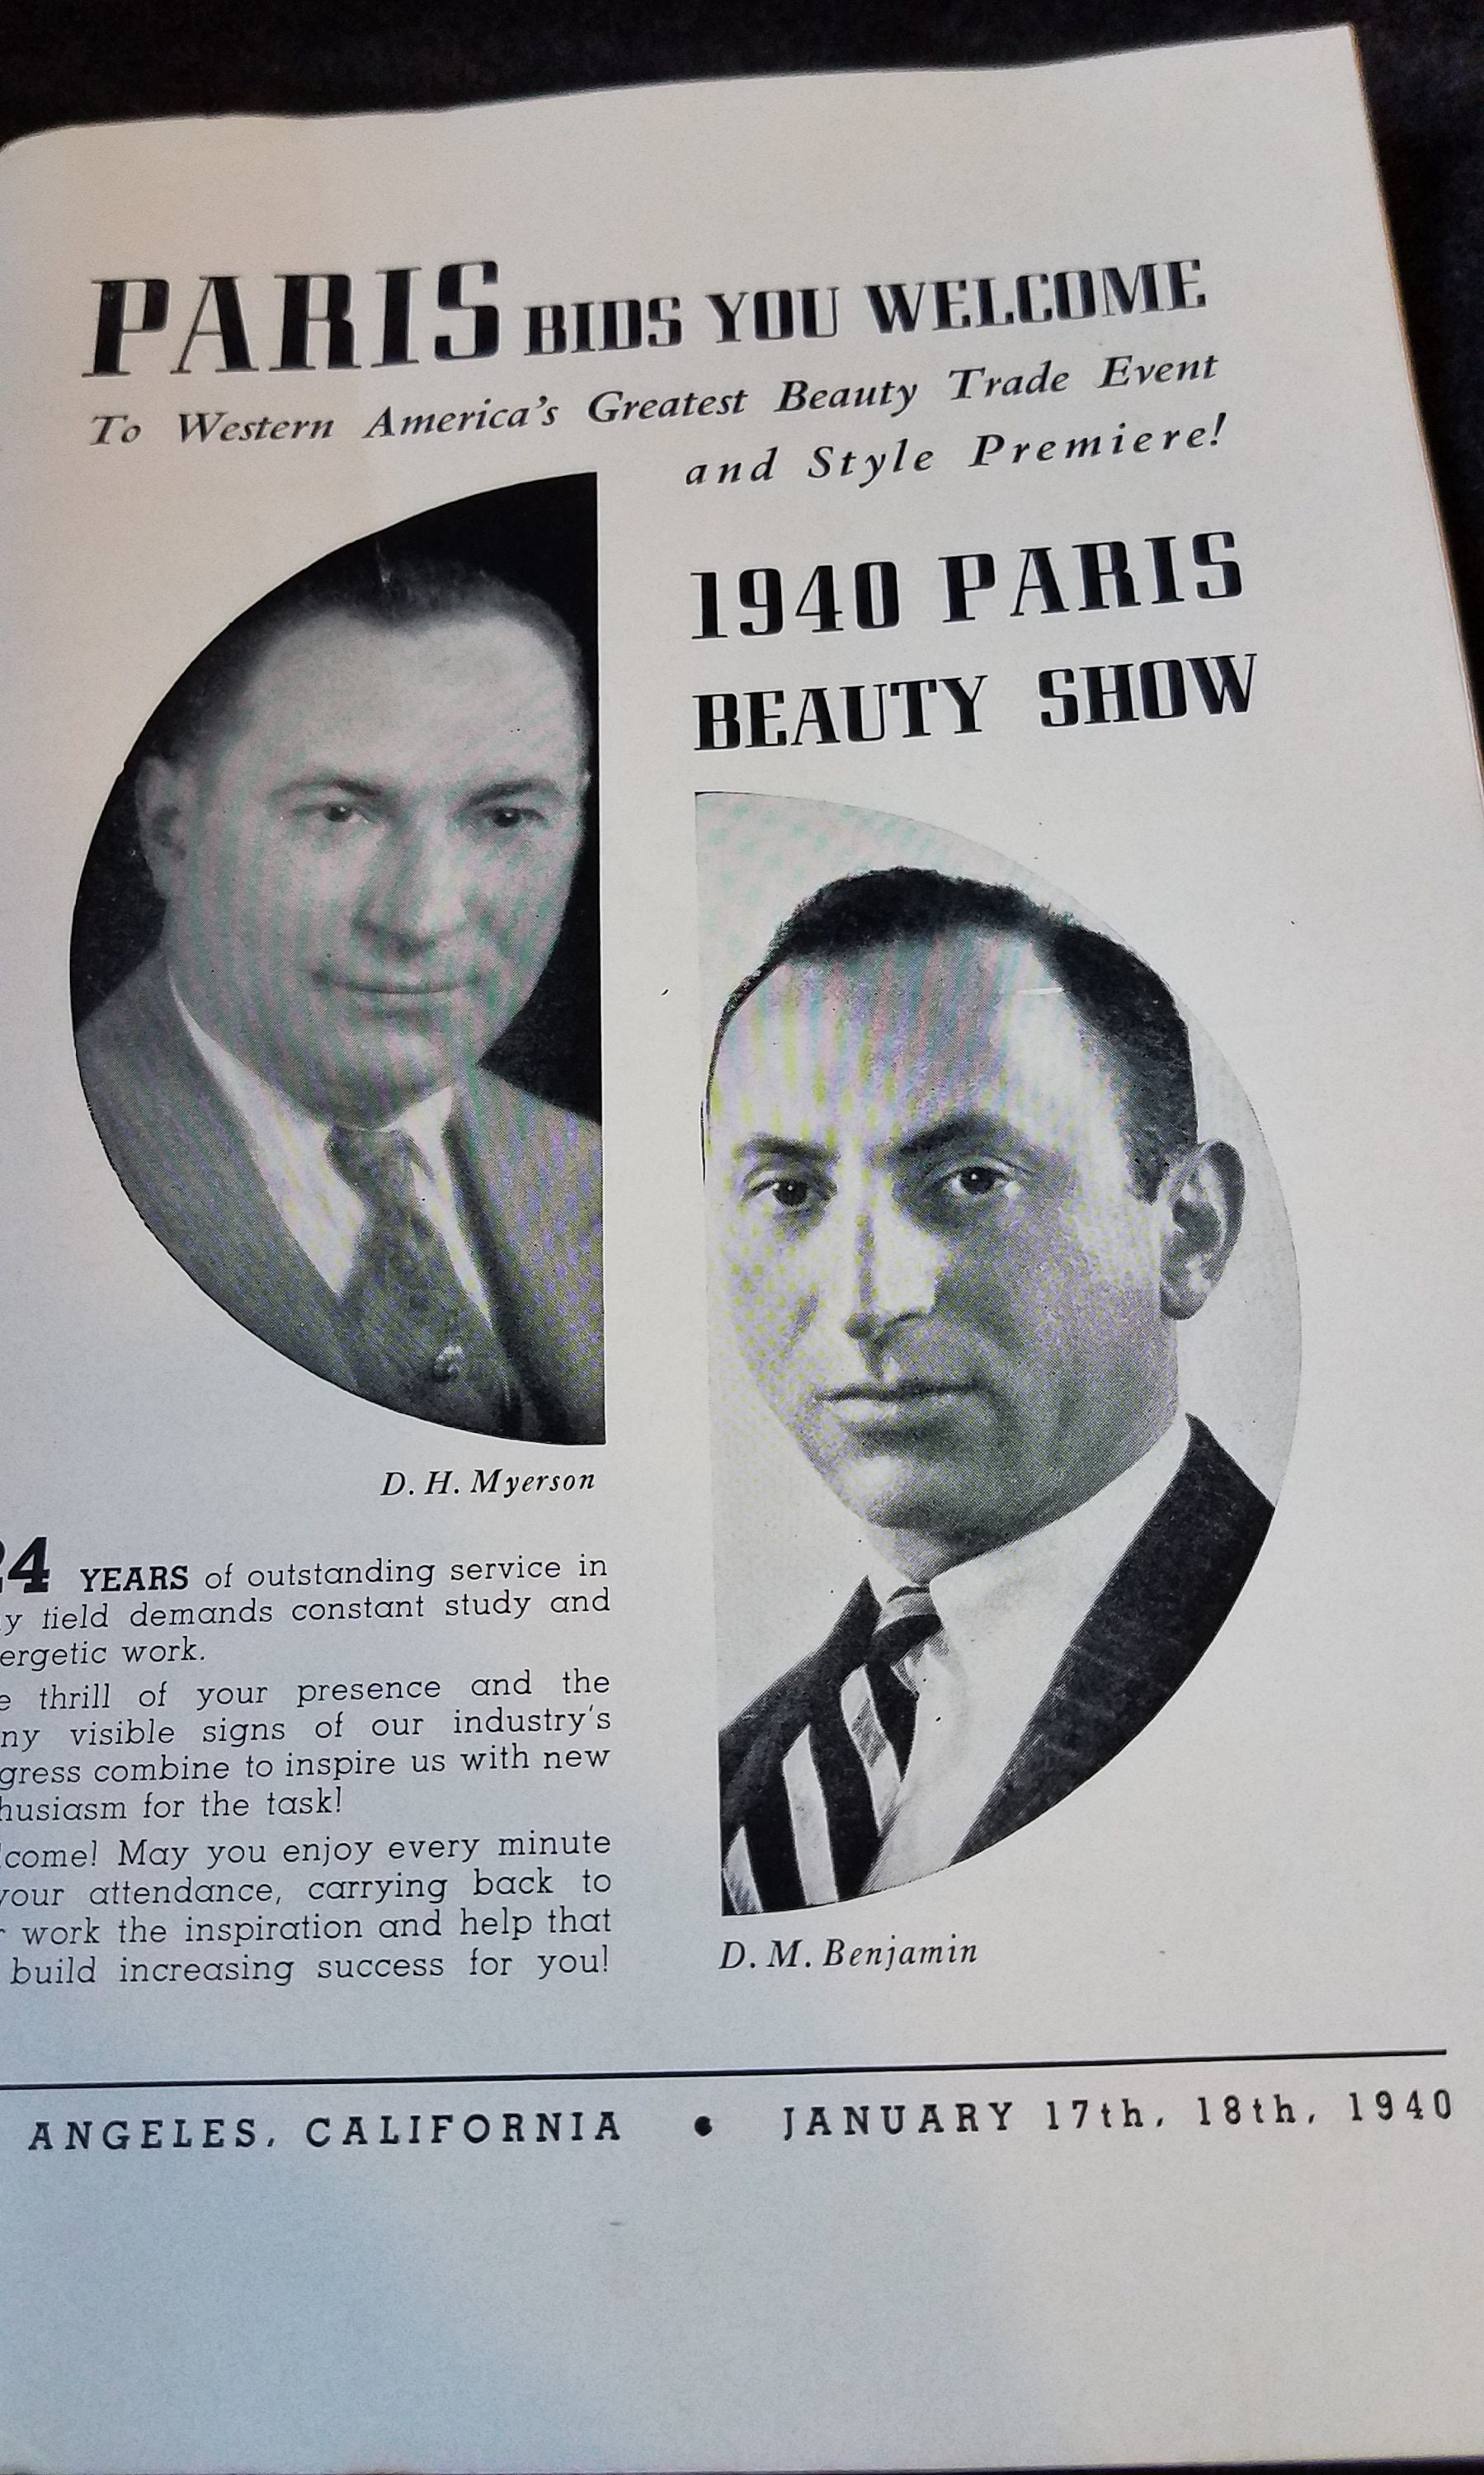 PARIS BIDS YOU WELCOME
To Western America's Greatest Beauty Trade Event
and Style Premiere!
1940 PARIS
BEAUTY SHOW
D. H. Myerson
24 YEARS of outstanding service in
field demands constant study and
work.
thrill of your presence and the
visible signs of our industry's
combine to inspire us with new
for the task!
May you enjoy every minute
attendance, carrying back to
work the inspiration and help that
build increasing success for you!
D. M. Benjamin
ANGELES, CALIFORNIA • JANUARY 17th, 18th, 1940